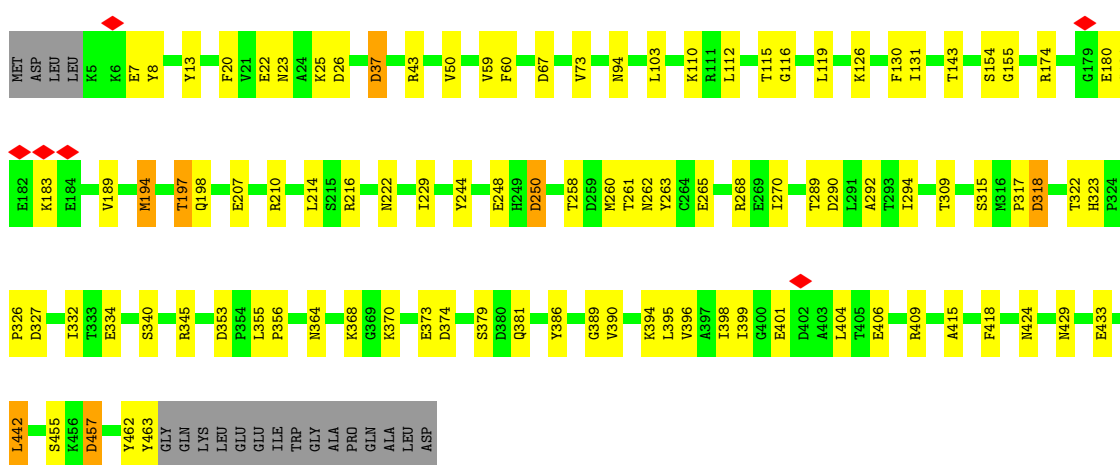 MET ASP LEU LEU K5 K6 E7 Y8 Y13 F20 V21 E22 N23 A24 K25 D26 D37 R43 V50 V59 F60 D67 V73 N94 L103 K110 R111 L112 T115 G116 L119 K126 F130 I131 T143 S154 G155 R174 G179 E180
E182 K183 E184 V189 M194 T197 Q198 E207 R210 L214 S215 R216 N222 I229 Y244 E248 H249 D250 T258 D259 M260 T261 N262 Y263 C264 E265 R268 E269 I270 T289 D290 L291 A292 T293 I294 T309 S315 M316 P317 D318 T322 H323 P324
P326 D327 I332 T333 E334 S340 R345 D353 P354 L355 P356 N364 K368 G369 K370 E373 D374 S379 D380 Q381 Y386 G389 V390 K394 L395 V396 A397 I398 I399 G400 E401 D402 A403 L404 T405 E406 R409 A415 F418 N424 N429 E433
L442 S455 K456 D457 Y462 Y463 GLY GLN LYS LEU GLU GLU ILE TRP GLY ALA PRO GLN ALA LEU ASP